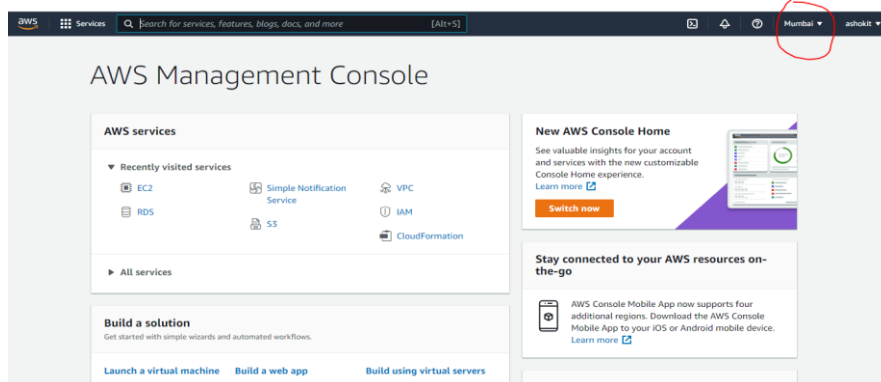 aws Services Search for services, features, blogs, docs, and more [Alt+S] Mumbai ▼ ashokit ▼
AWS Management Console
AWS services
▼ Recently visited services
EC2
RDS
Simple Notification
Service
S3
VPC
IAM
CloudFormation
▶ All services
Build a solution
Get started with simple wizards and automated workflows.
Launch a virtual machine Build a web app Build using virtual servers
New AWS Console Home
See valuable insights for your account
and services with the new customizable
Console Home experience.
Learn more
Switch now
Stay connected to your AWS resources on-
the-go
AWS Console Mobile App now supports four
additional regions. Download the AWS Console
Mobile App to your iOS or Android mobile device.
Learn more